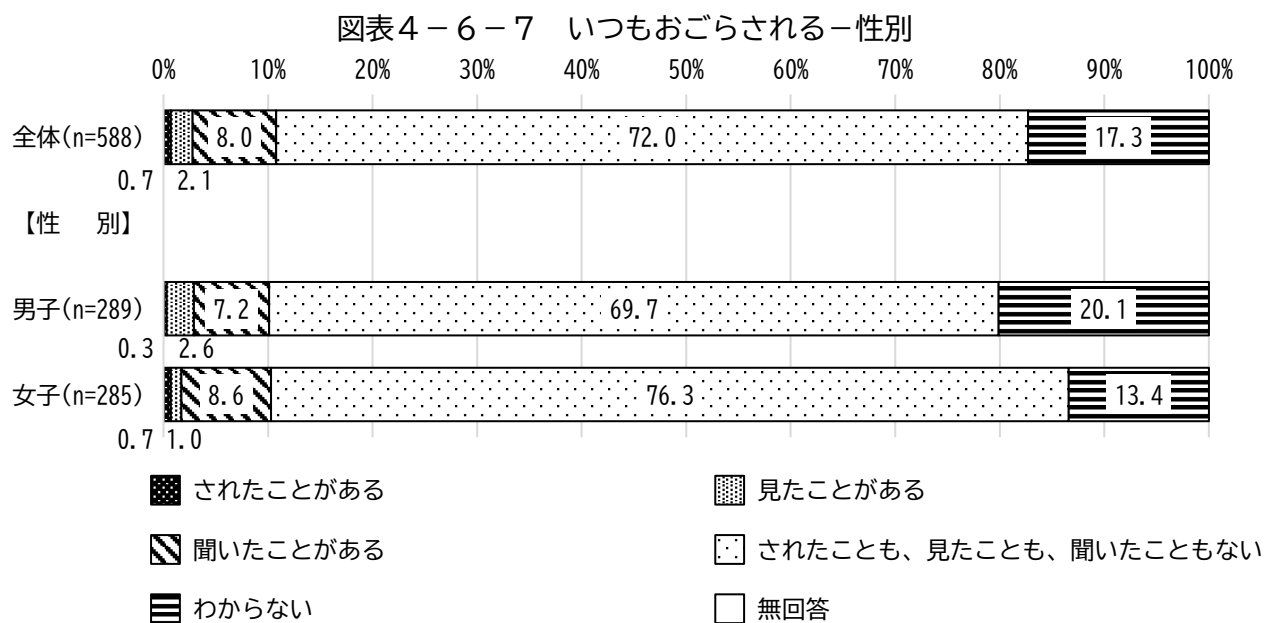 図表４－６－７　いつもおごらされる－性別
0% 10% 20% 30% 40% 50% 60% 70% 80% 90% 100%
全体(n=588) 8.0 72.0 17.3
0.7 2.1
【性　別】
男子(n=289) 7.2 69.7 20.1
0.3 2.6
女子(n=285) 8.6 76.3 13.4
0.7 1.0
されたことがある 見たことがある
聞いたことがある されたことも、見たことも、聞いたこともない
わからない 無回答